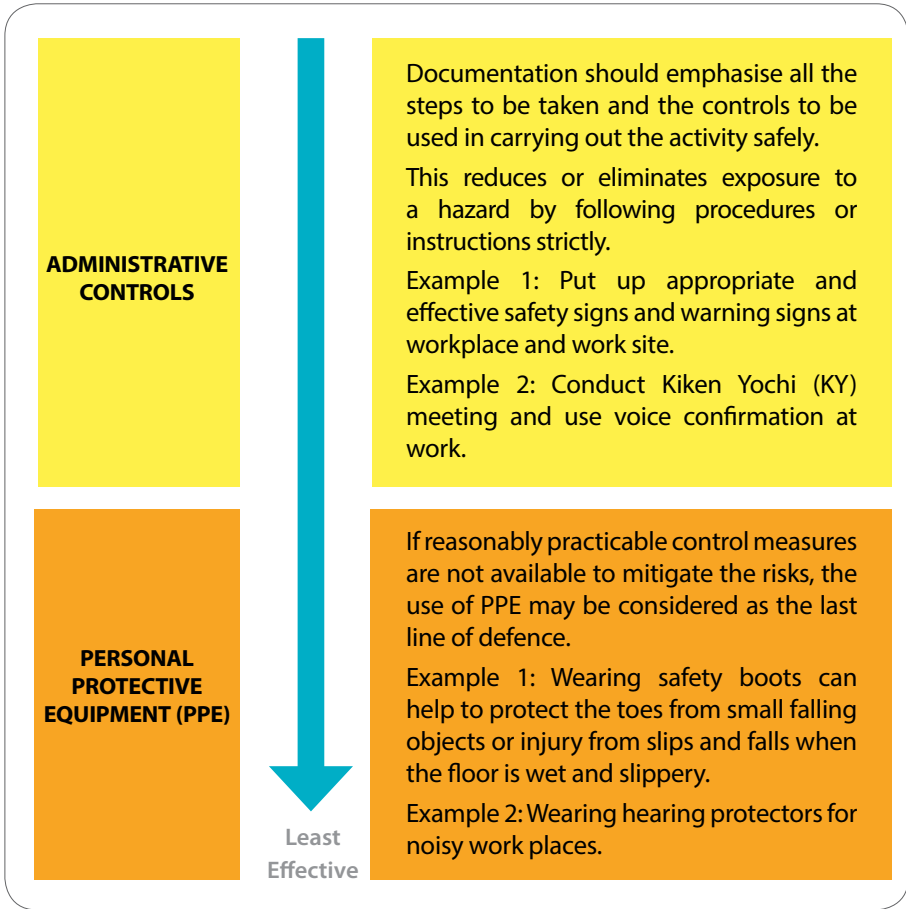 ADMINISTRATIVE
CONTROLS
Documentation should emphasise all the
steps to be taken and the controls to be
used in carrying out the activity safely.
This reduces or eliminates exposure to
a hazard by following procedures or
instructions strictly.
Example 1: Put up appropriate and
effective safety signs and warning signs at
workplace and work site.
Example 2: Conduct Kiken Yochi (KY)
meeting and use voice confirmation at
work.
PERSONAL
PROTECTIVE
EQUIPMENT (PPE)
If reasonably practicable control measures
are not available to mitigate the risks, the
use of PPE may be considered as the last
line of defence.
Example 1: Wearing safety boots can
help to protect the toes from small falling
objects or injury from slips and falls when
the floor is wet and slippery.
Example 2: Wearing hearing protectors for
noisy work places.
Least
Effective